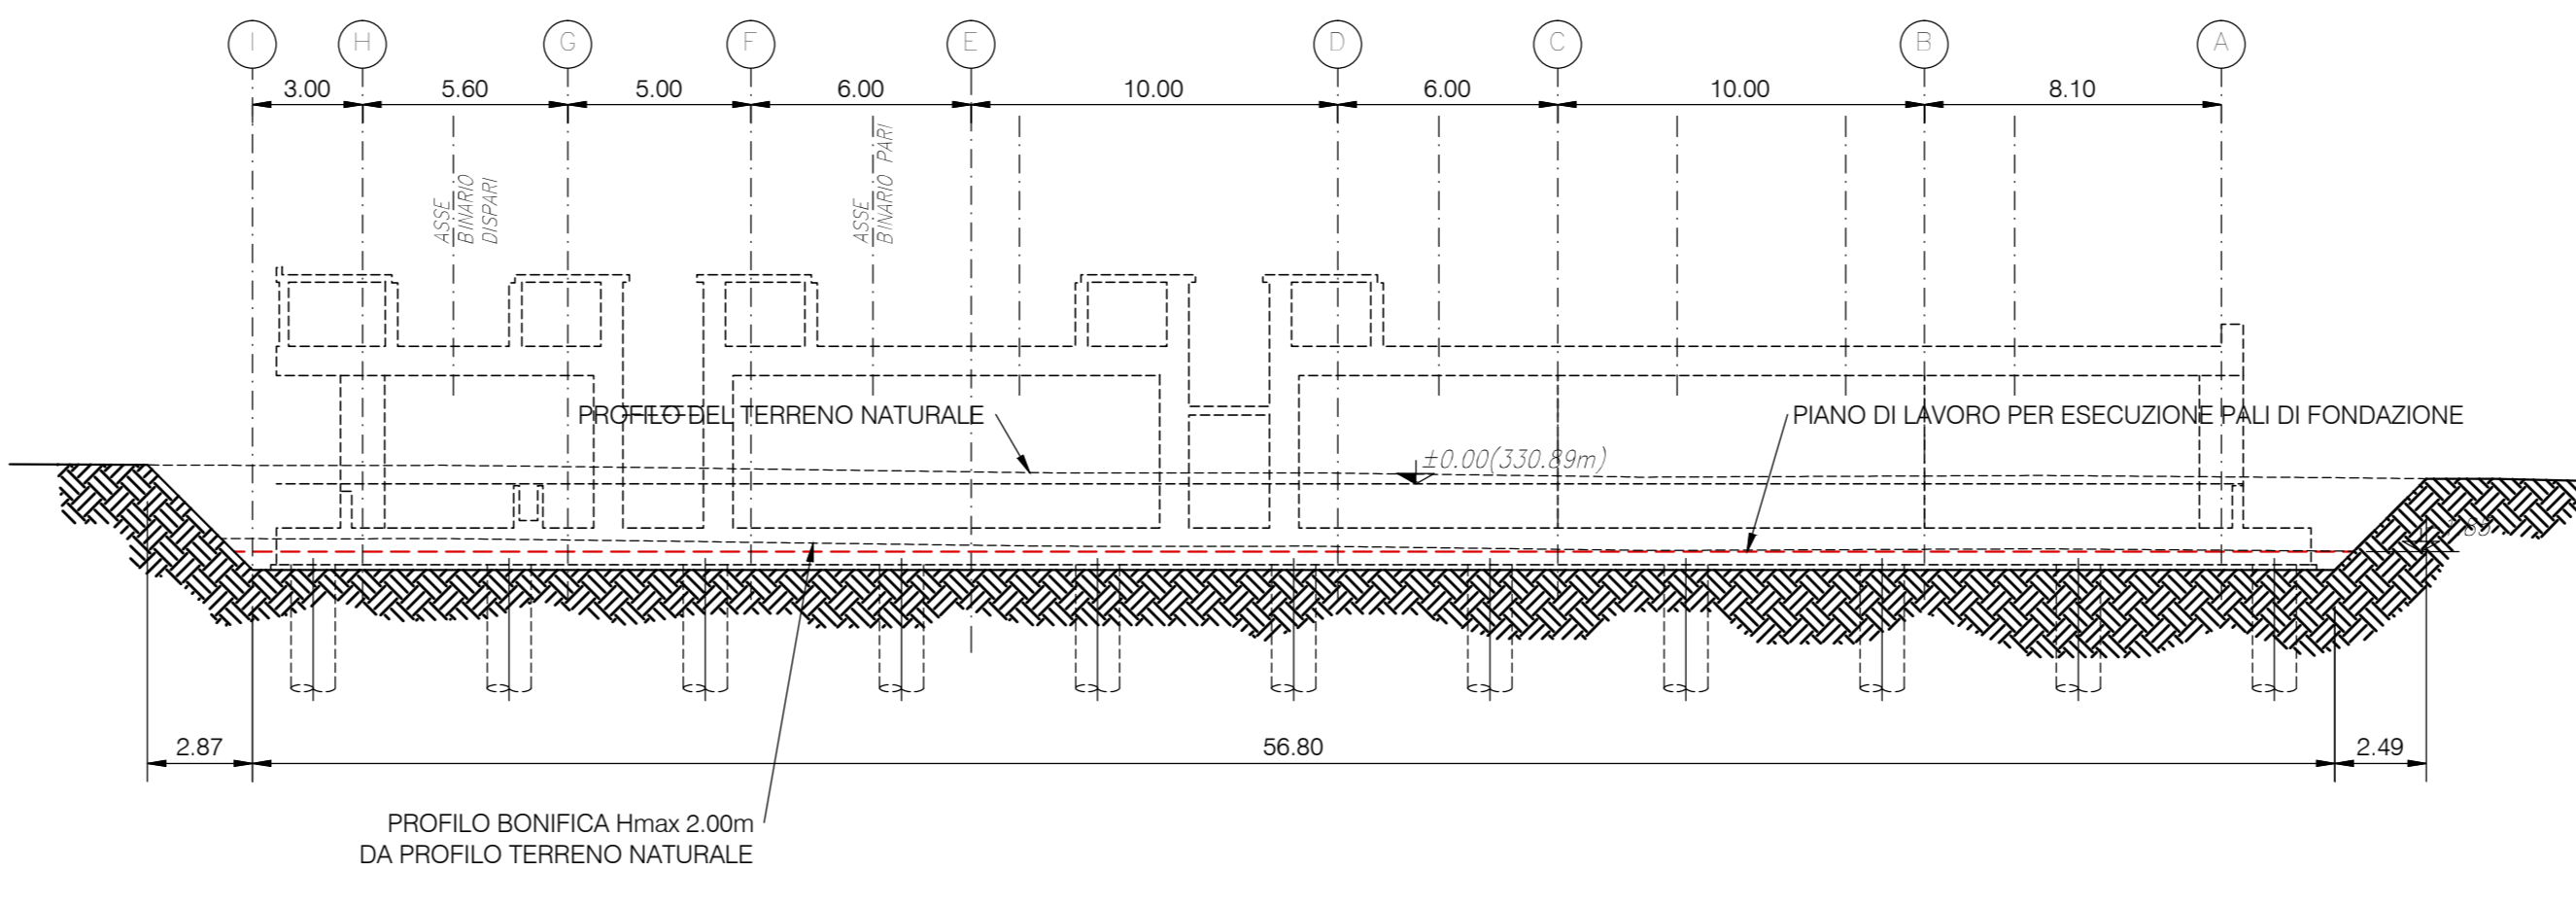 I H G F E D C B A
3.00 5.60 5.00 6.00 10.00 6.00 10.00 8.10
ASSE
BINARIO
DISPARI
ASSE
BINARIO PARI
PROFILO DEL TERRENO NATURALE
PIANO DI LAVORO PER ESECUZIONE PALI DI FONDAZIONE
±0.00(330.89m)
2.87 56.80 2.49
PROFILO BONIFICA Hmax 2.00m
DA PROFILO TERRENO NATURALE